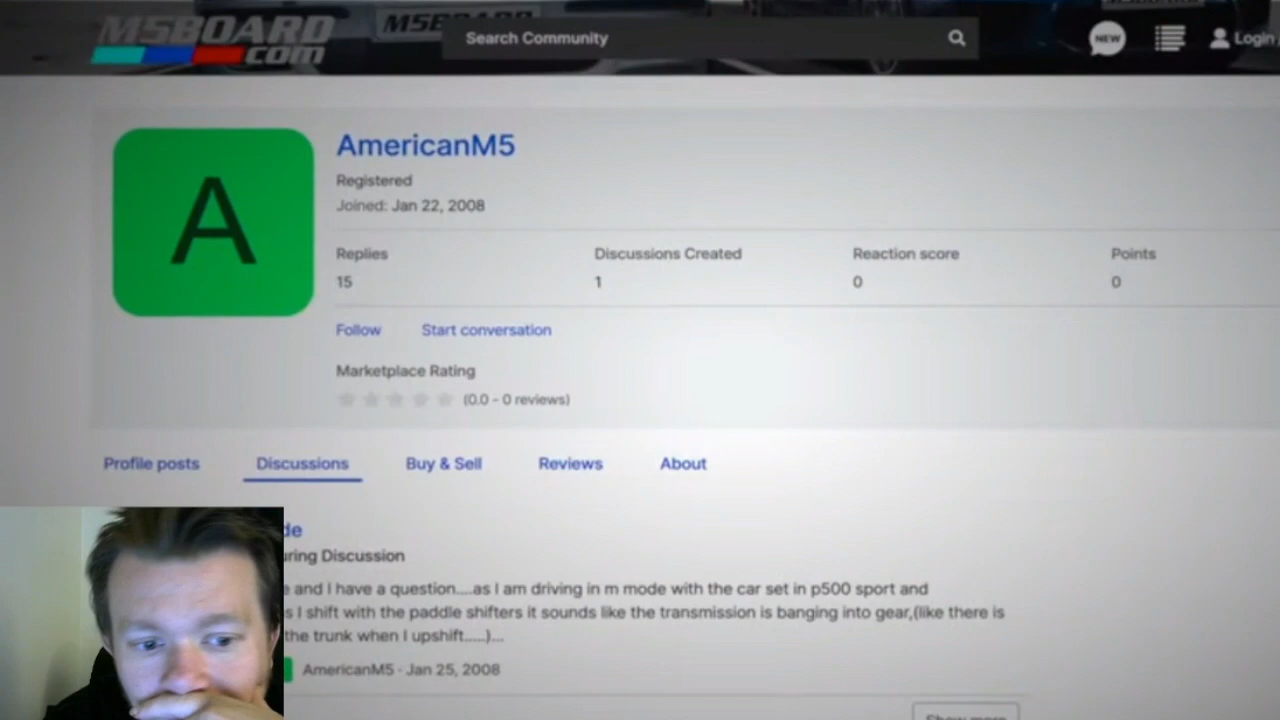 M5BOARD
.com
M5B
Search Community
NEW
Login
A
AmericanM5
Registered
Joined: Jan 22, 2008
Replies
Discussions Created
Reaction score
Points
15
1
0
0
Follow
Start conversation
Marketplace Rating
(0.0 - 0 reviews)
Profile posts
Discussions
Buy & Sell
Reviews
About
de
uring Discussion
e and I have a question....as I am driving in m mode with the car set in p500 sport and
s I shift with the paddle shifters it sounds like the transmission is banging into gear,(like there is
the trunk when I upshift.....)...
AmericanM5 · Jan 25, 2008
Show more